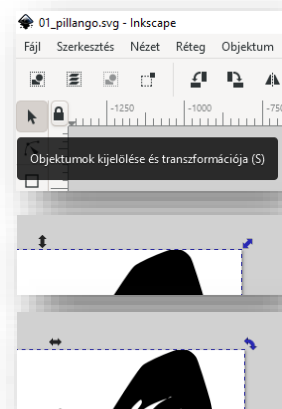 01_pillango.svg - Inkscape
Fájl Szerkesztés Nézet Réteg Objektum
-1250 -1000 -750
Objektumok kijelölése és transzformációja (S)